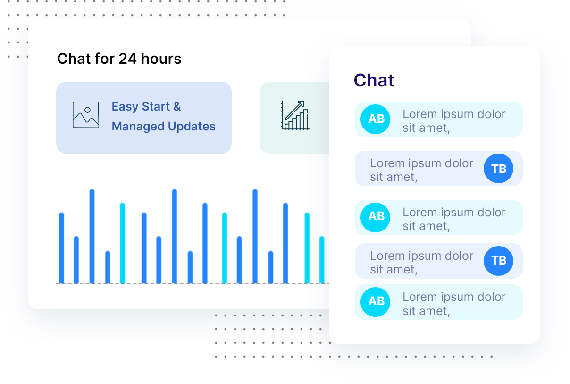 Chat for 24 hours
Easy Start &
Managed Updates
Chat
AB
Lorem ipsum dolor
sit amet,
Lorem ipsum dolor
sit amet,
TB
AB
Lorem ipsum dolor
sit amet,
Lorem ipsum dolor
sit amet,
TB
AB
Lorem ipsum dolor
sit amet,